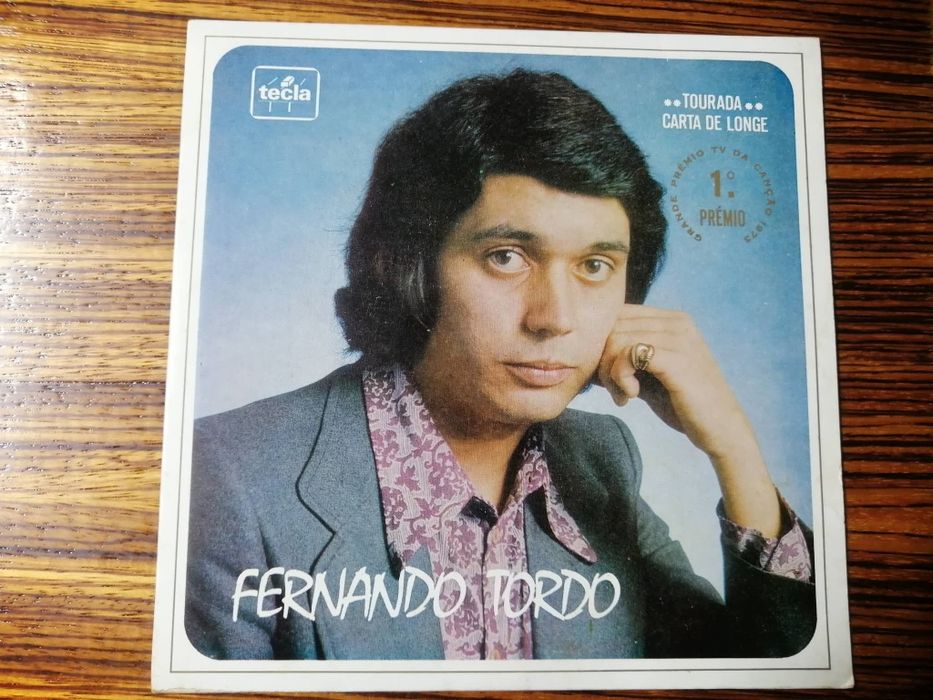 tecla
●●TOURADA●●
CARTA DE LONGE
GRANDE PRÉMIO TV DA CANÇÃO 1973
1.º
PRÉMIO
FERNANDO TORDO